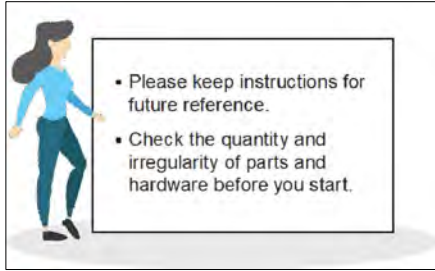 ▪ Please keep instructions for
future reference.
▪ Check the quantity and
irregularity of parts and
hardware before you start.